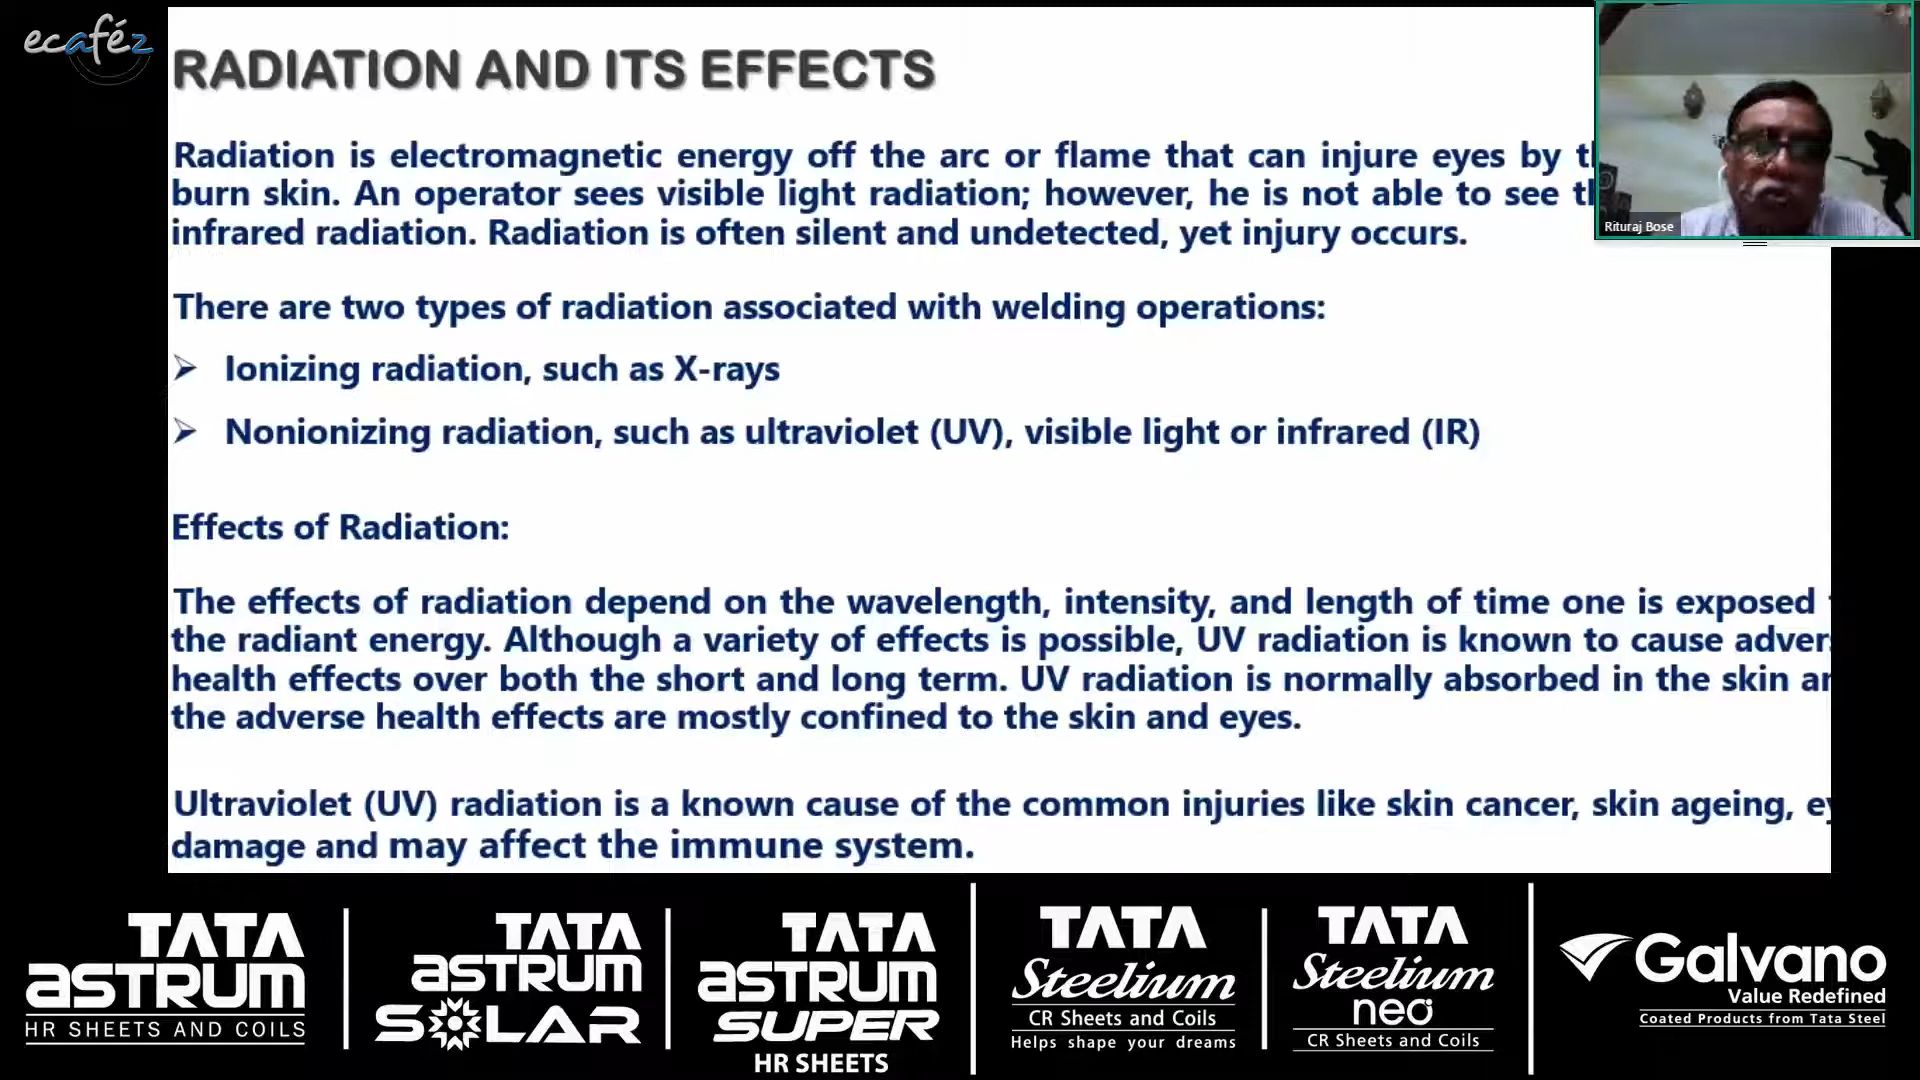 ecaféz
RADIATION AND ITS EFFECTS
Radiation is electromagnetic energy off the arc or flame that can injure eyes by
burn skin. An operator sees visible light radiation; however, he is not able to see
infrared radiation. Radiation is often silent and undetected, yet injury occurs.
Rituraj Bose
There are two types of radiation associated with welding operations:
Ionizing radiation, such as X-rays
Nonionizing radiation, such as ultraviolet (UV), visible light or infrared (IR)
Effects of Radiation:
The effects of radiation depend on the wavelength, intensity, and length of time one is exposed
the radiant energy. Although a variety of effects is possible, UV radiation is known to cause
health effects over both the short and long term. UV radiation is normally absorbed in the skin
the adverse health effects are mostly confined to the skin and eyes.
Ultraviolet (UV) radiation is a known cause of the common injuries like skin cancer, skin ageing,
damage and may affect the immune system.
TATA
astrum
HR SHEETS AND COILS
TATA
astrum
SOLAR
TATA
astrum
SUPER
HR SHEETS
TATA
Steelium
CR Sheets and Coils
Helps shape your dreams
TATA
Steelium
neo
CR Sheets and Coils
Galvano
Value Redefined
Coated Products from Tata Steel